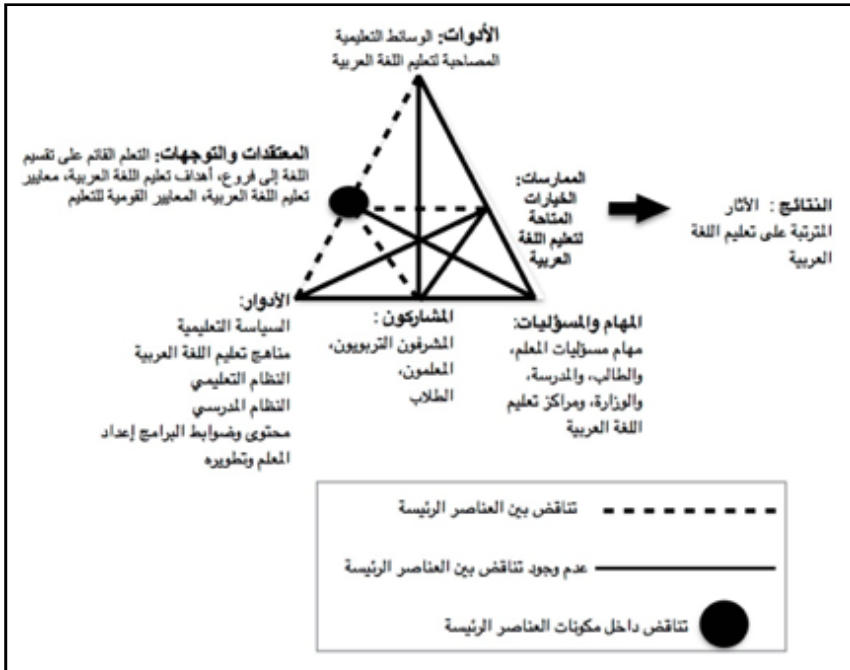 الأدوات: الوسائط التعليمية
المصاحبة لتعليم اللغة العربية
المعتقدات والتوجهات: التعلم القائم على تقسيم
اللغة إلى فروع، أهداف تعليم اللغة العربية، معايير
تعليم اللغة العربية، المعايير القومية للتعليم
الممارسات:
الخيارات
المتاحة
لتعليم اللغة
العربية
النتائج : الآثار
المترتبة على تعليم اللغة
العربية
الأدوار:
السياسة التعليمية
مناهج تعليم اللغة العربية
النظام التعليمي
النظام المدرسي
محتوى وضوابط البرامج إعداد
المعلم وتطويره
المشاركون :
المشرفون التربويون،
المعلمون،
الطلاب
المهام والمسؤليات:
مهام مسؤليات المعلم،
والطالب، والمدرسة،
والوزارة، ومراكز تعليم
اللغة العربية
تناقض بين العناصر الرئيسة
عدم وجود تناقض بين العناصر الرئيسة
تناقض داخل مكونات العناصر الرئيسة